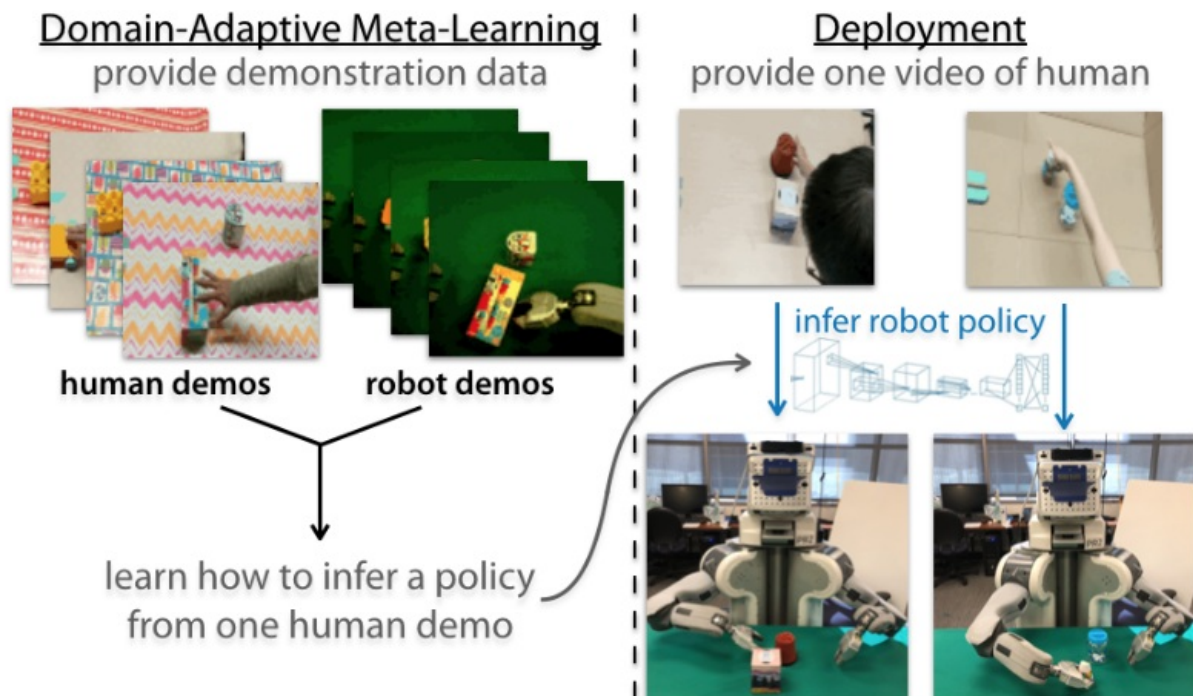 Domain-Adaptive Meta-Learning
provide demonstration data
human demos
robot demos
learn how to infer a policy
from one human demo
Deployment
provide one video of human
infer robot policy
PR2